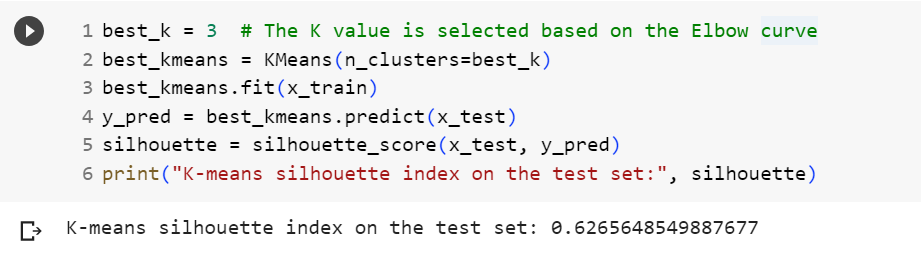 1 best_k = 3  # The K value is selected based on the Elbow curve
2 best_kmeans = KMeans(n_clusters=best_k)
3 best_kmeans.fit(x_train)
4 y_pred = best_kmeans.predict(x_test)
5 silhouette = silhouette_score(x_test, y_pred)
6 print("K-means silhouette index on the test set:", silhouette)
K-means silhouette index on the test set: 0.6265648549887677